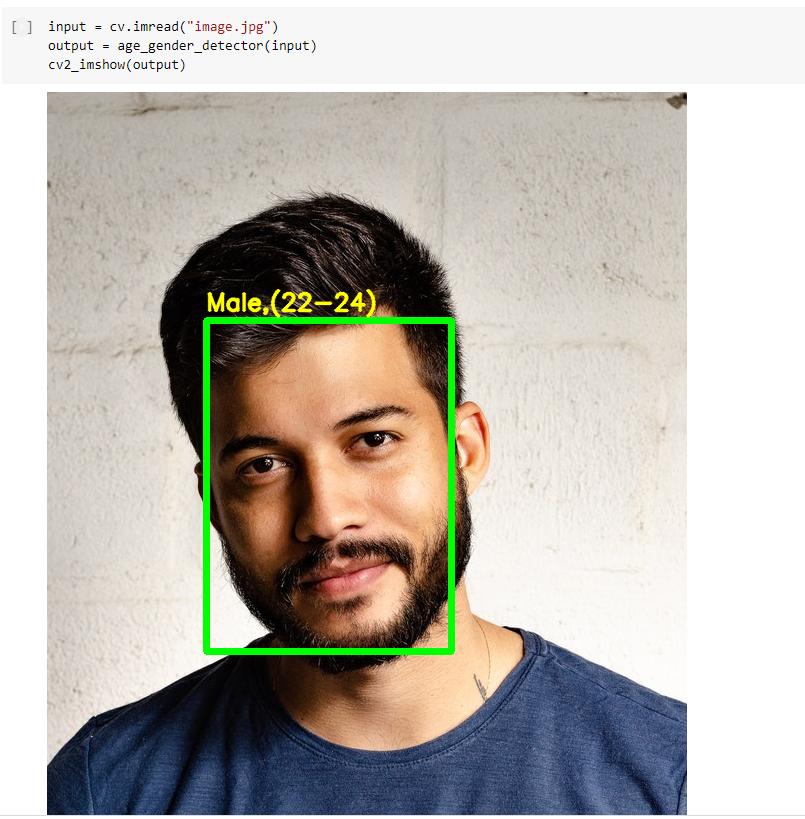 [ ] input = cv.imread("image.jpg")
output = age_gender_detector(input)
cv2_imshow(output)
Male,(22-24)